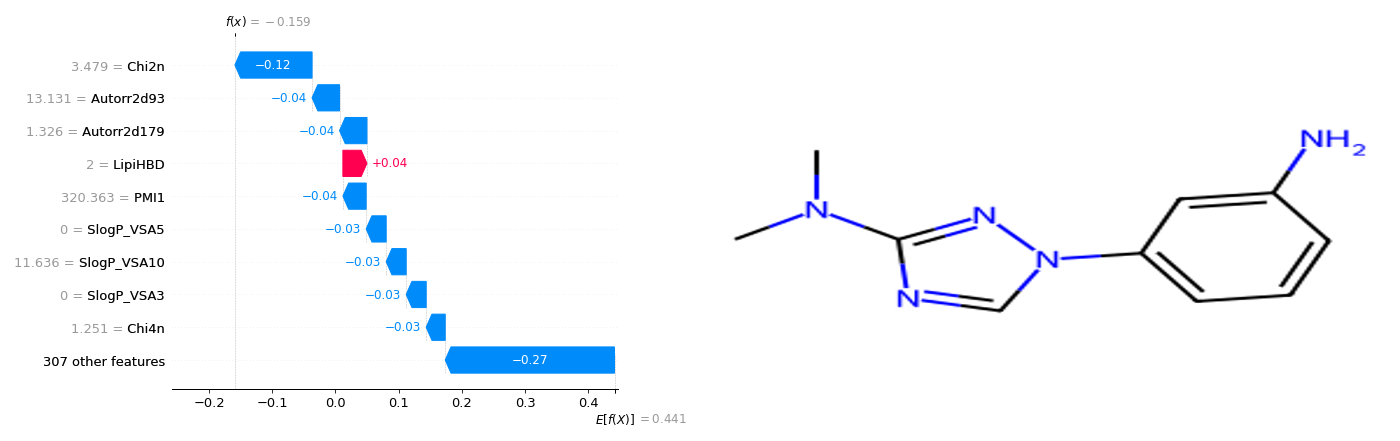 f(x) = −0.159
3.479 = Chi2n
−0.12
13.131 = Autorr2d93
−0.04
1.326 = Autorr2d179
−0.04
2 = LipiHBD
+0.04
320.363 = PMI1
−0.04
0 = SlogP_VSA5
−0.03
11.636 = SlogP_VSA10
−0.03
0 = SlogP_VSA3
−0.03
1.251 = Chi4n
−0.03
307 other features
−0.27
−0.2 −0.1 0.0 0.1 0.2 0.3 0.4
E[f(X)] = 0.441
NH2
N
N
N
N